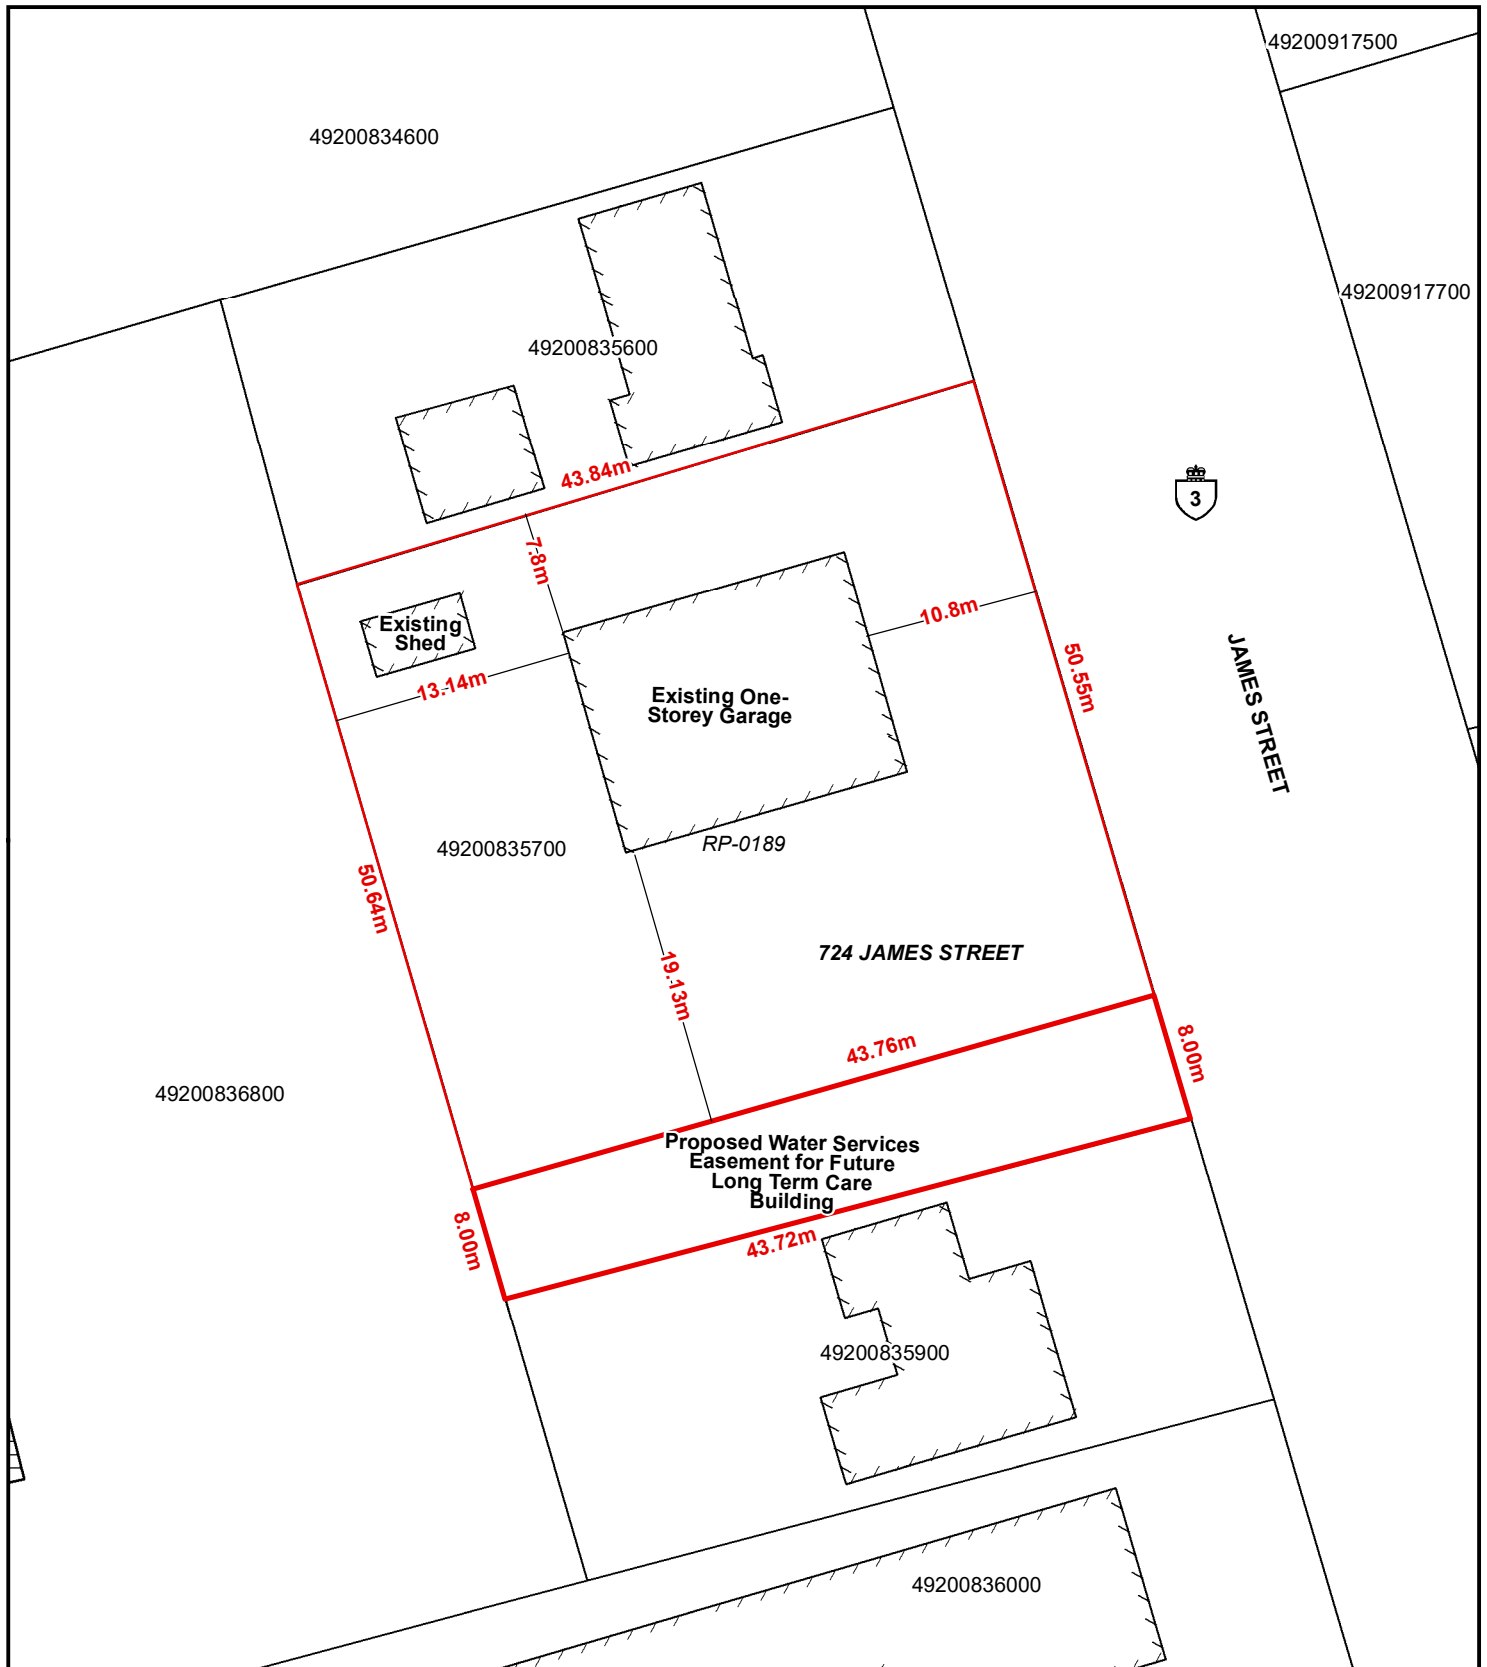 49200917500
49200834600
49200917700
49200835600
43.84m
3
7.8m
10.8m
Existing
Shed
JAMES STREET
50.55m
13.14m
Existing One-
Storey Garage
RP-0189
49200835700
50.64m
724 JAMES STREET
19.13m
43.76m
8.00m
49200836800
Proposed Water Services
Easement for Future
Long Term Care
Building
8.00m
43.72m
49200835900
49200836000